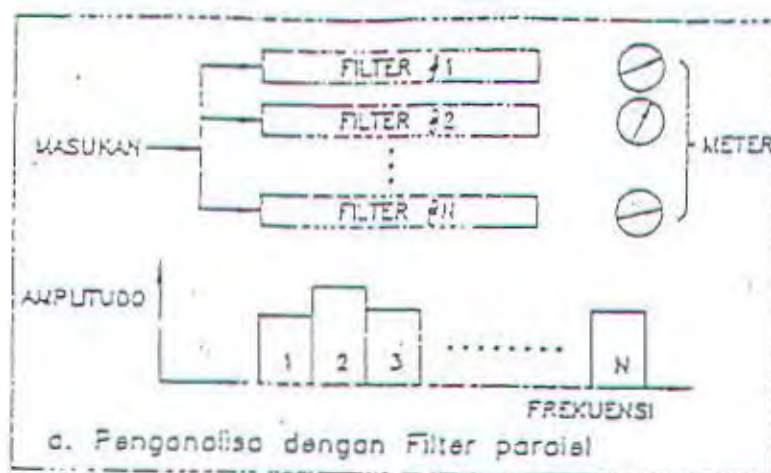 FILTER #1
FILTER #2
MASUKAN
METER
FILTER #N
AMPLITUDO
1 2 3 N
FREKUENSI
a. Penganalisa dengan Filter paralel